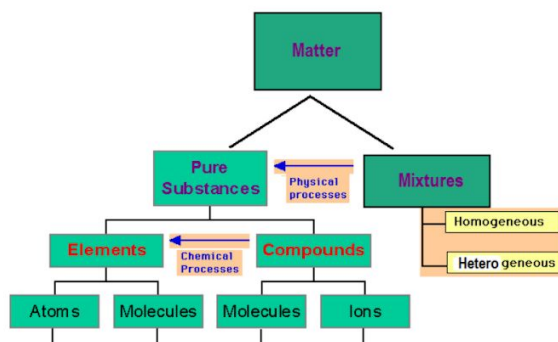 Matter
Pure
Substances
Physical
processes
Mixtures
Homogeneous
Hetero geneous
Elements
Chemical
Processes
Compounds
Atoms
Molecules
Molecules
Ions